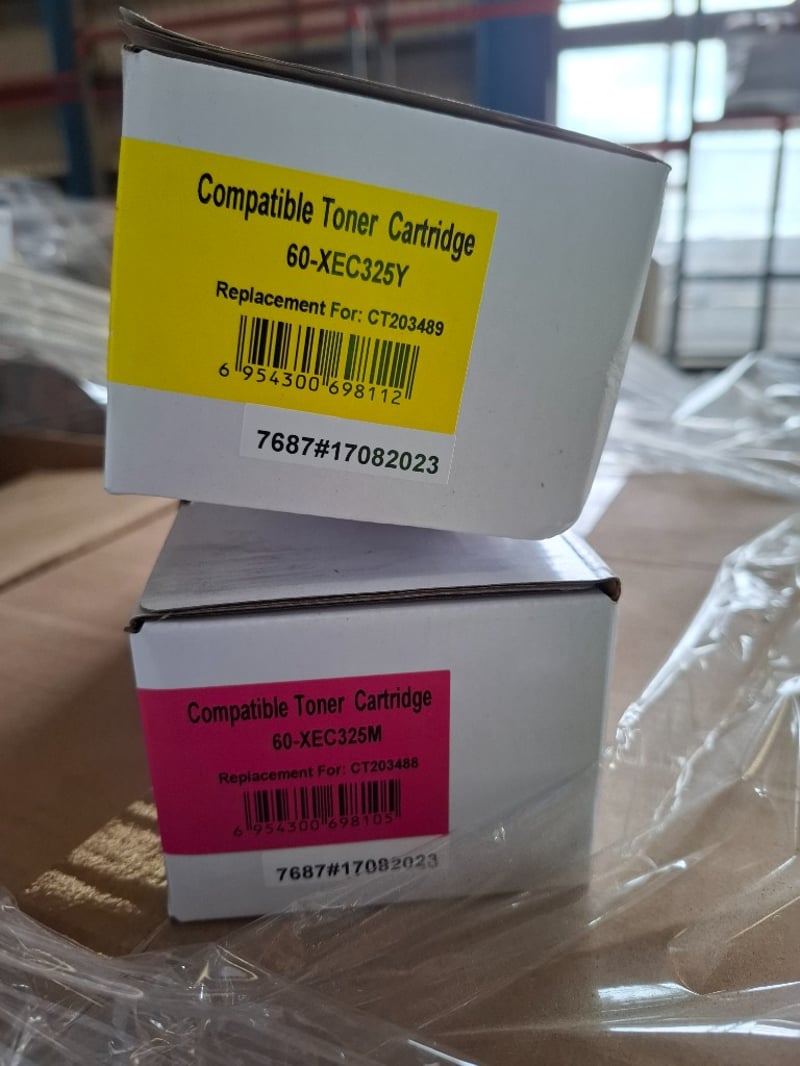 Compatible Toner Cartridge
60-XEC325Y
Replacement For: CT203489
6 954300 698112
7687#17082023
Compatible Toner Cartridge
60-XEC325M
Replacement For: CT203488
6 954300 698105
7687#17082023